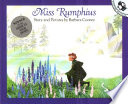 Miss Rumphius
Story and Pictures by Barbara Cooney